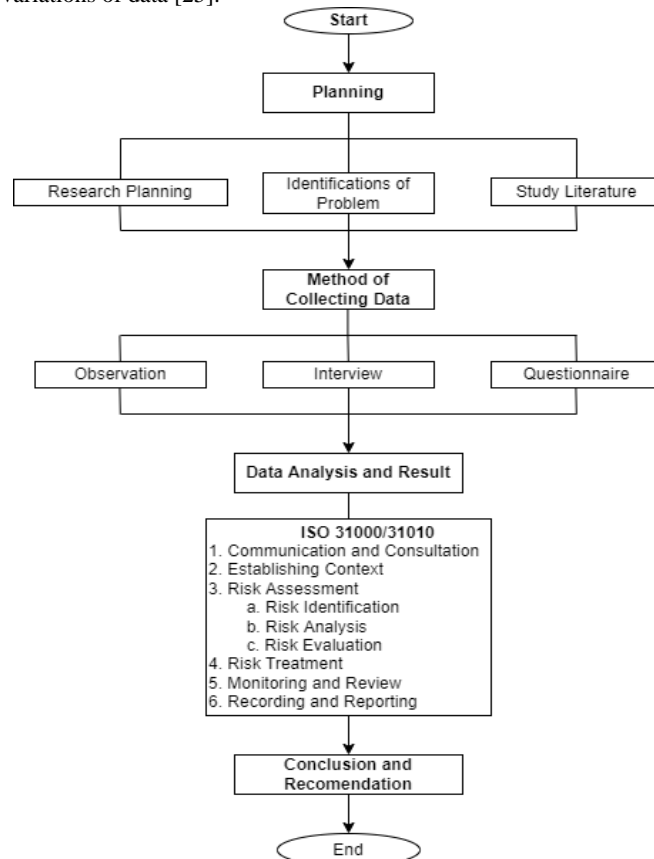 variations of data [23].
Start
Planning
Research Planning
Identifications of
Problem
Study Literature
Method of
Collecting Data
Observation
Interview
Questionnaire
Data Analysis and Result
ISO 31000/31010
1. Communication and Consultation
2. Establishing Context
3. Risk Assessment
a. Risk Identification
b. Risk Analysis
c. Risk Evaluation
4. Risk Treatment
5. Monitoring and Review
6. Recording and Reporting
Conclusion and
Recomendation
End